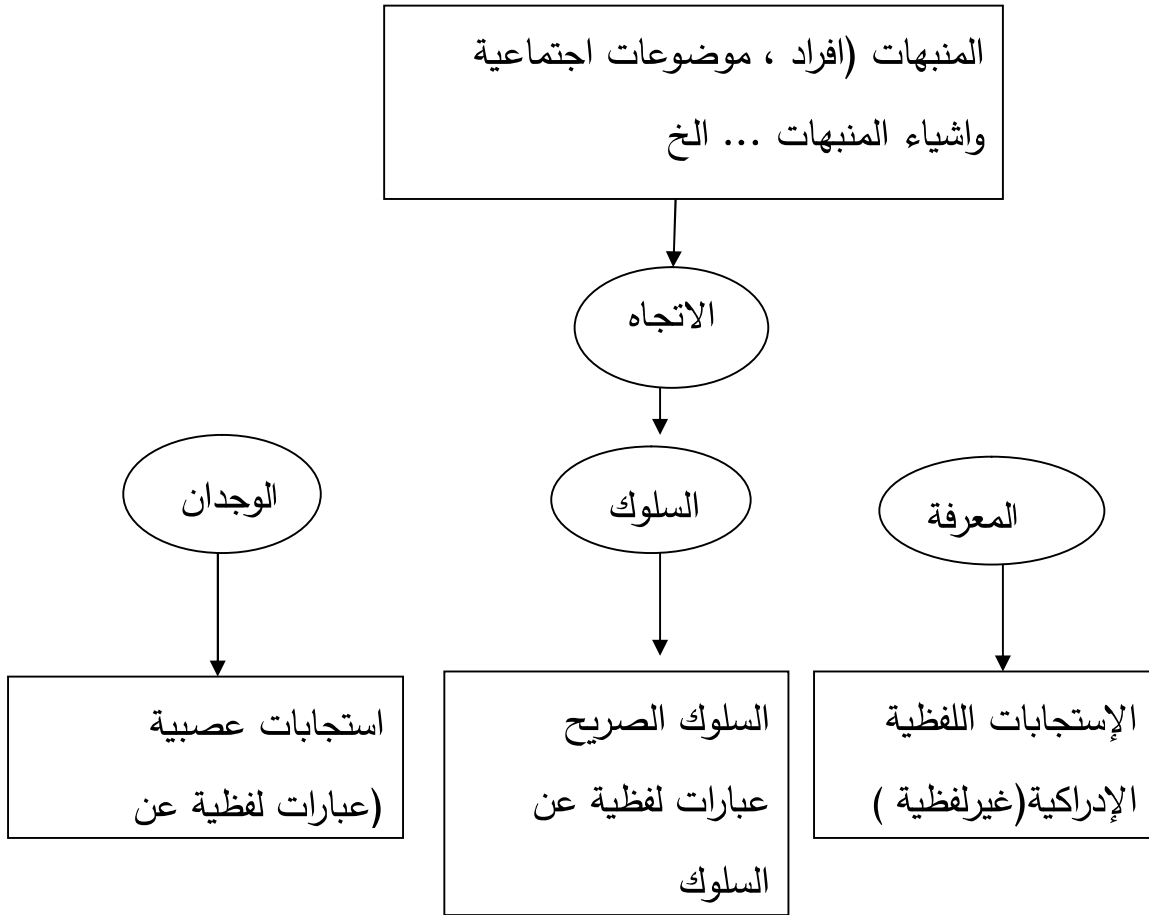 المنبهات (افراد ، موضوعات اجتماعية
واشياء المنبهات ... الخ
الاتجاه
المعرفة
السلوك
الوجدان
الإستجابات اللفظية
الإدراكية(غيرلفظية )
السلوك الصريح
عبارات لفظية عن
السلوك
استجابات عصبية
(عبارات لفظية عن